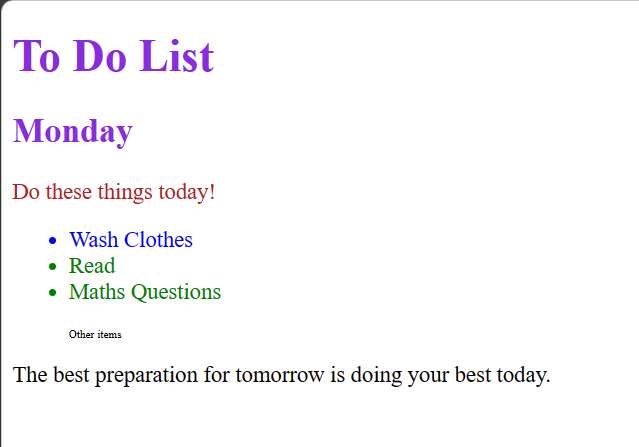 To Do List
Monday
Do these things today!
Wash Clothes
Read
Maths Questions
Other items
The best preparation for tomorrow is doing your best today.